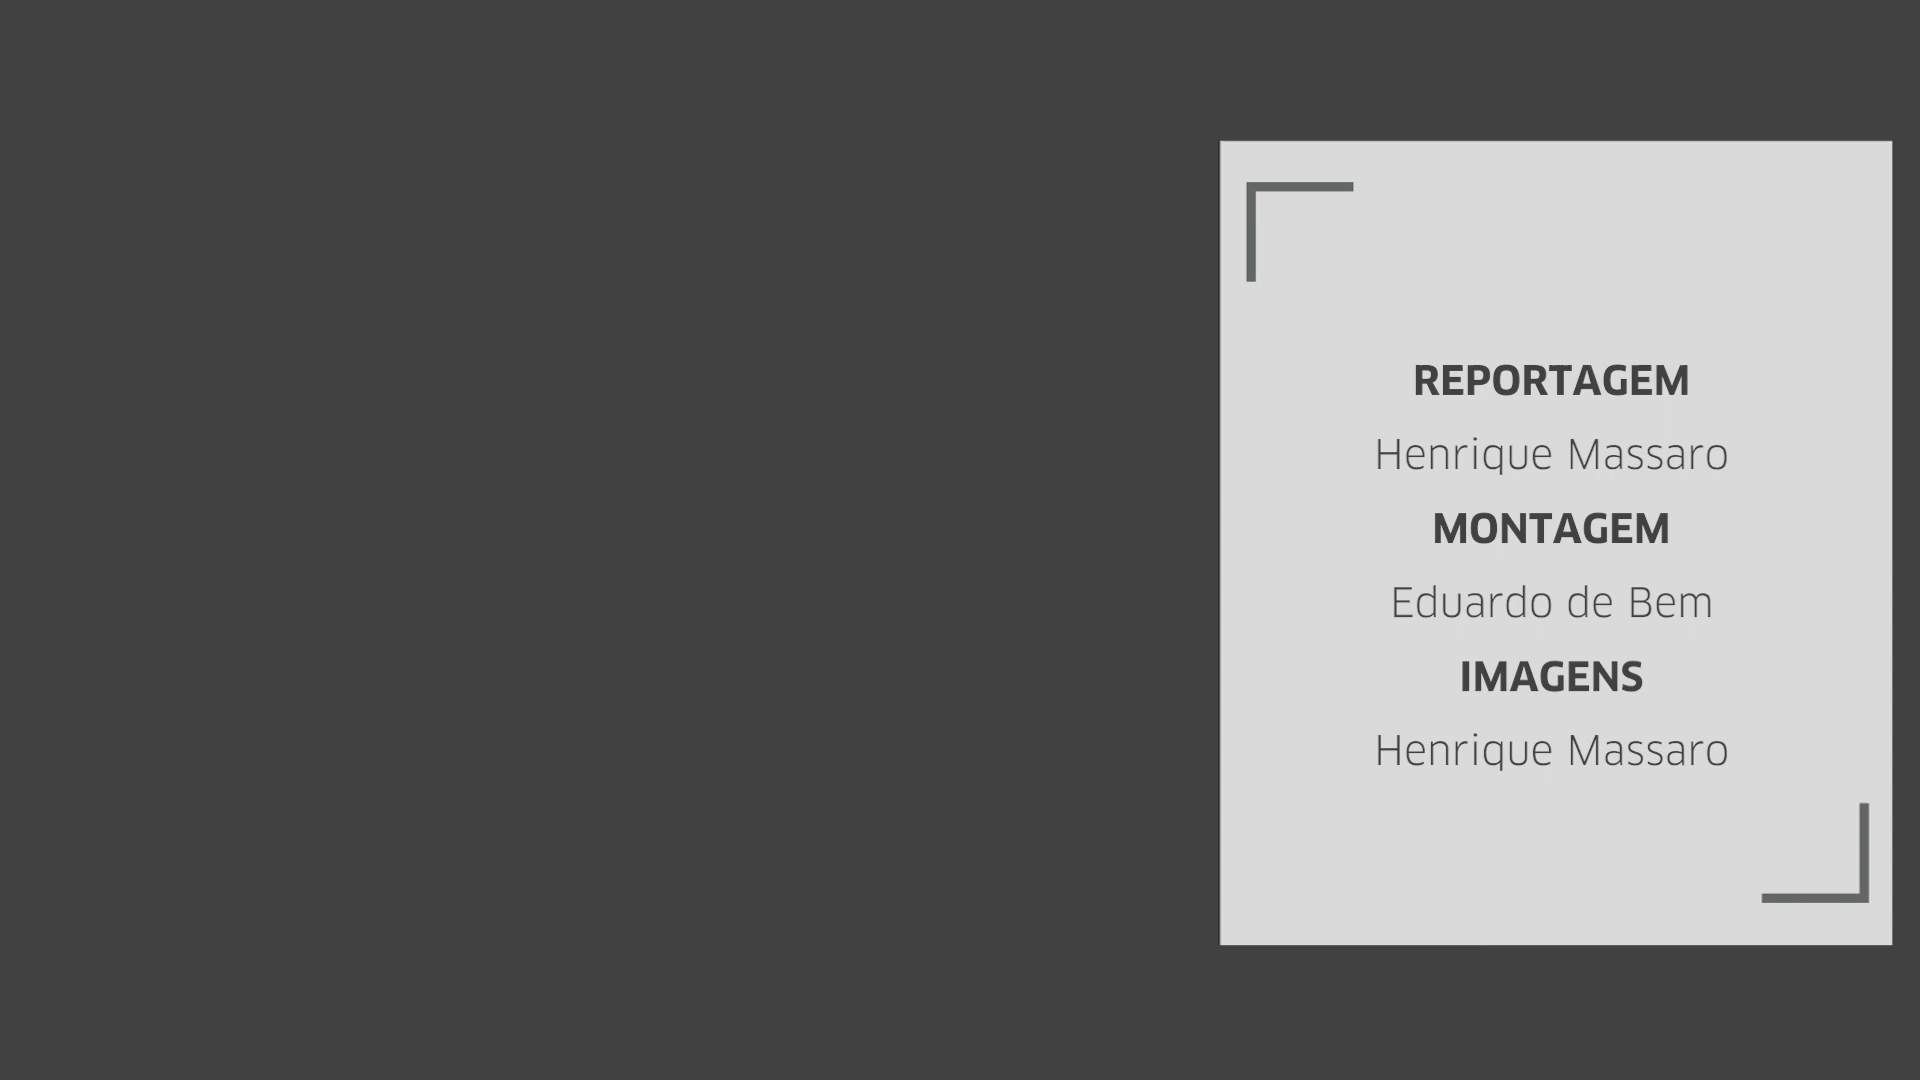 REPORTAGEM
Henrique Massaro
MONTAGEM
Eduardo de Bem
IMAGENS
Henrique Massaro